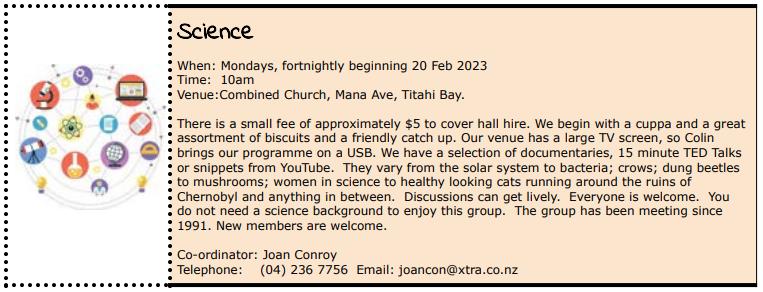 Science
When: Mondays, fortnightly beginning 20 Feb 2023
Time:  10am
Venue:Combined Church, Mana Ave, Titahi Bay.
There is a small fee of approximately $5 to cover hall hire. We begin with a cuppa and a great
assortment of biscuits and a friendly catch up. Our venue has a large TV screen, so Colin
brings our programme on a USB. We have a selection of documentaries, 15 minute TED Talks
or snippets from YouTube.  They vary from the solar system to bacteria; crows; dung beetles
to mushrooms; women in science to healthy looking cats running around the ruins of
Chernobyl and anything in between.  Discussions can get lively.  Everyone is welcome.  You
do not need a science background to enjoy this group.  The group has been meeting since
1991. New members are welcome.
Co-ordinator: Joan Conroy
Telephone:    (04) 236 7756  Email: joancon@xtra.co.nz